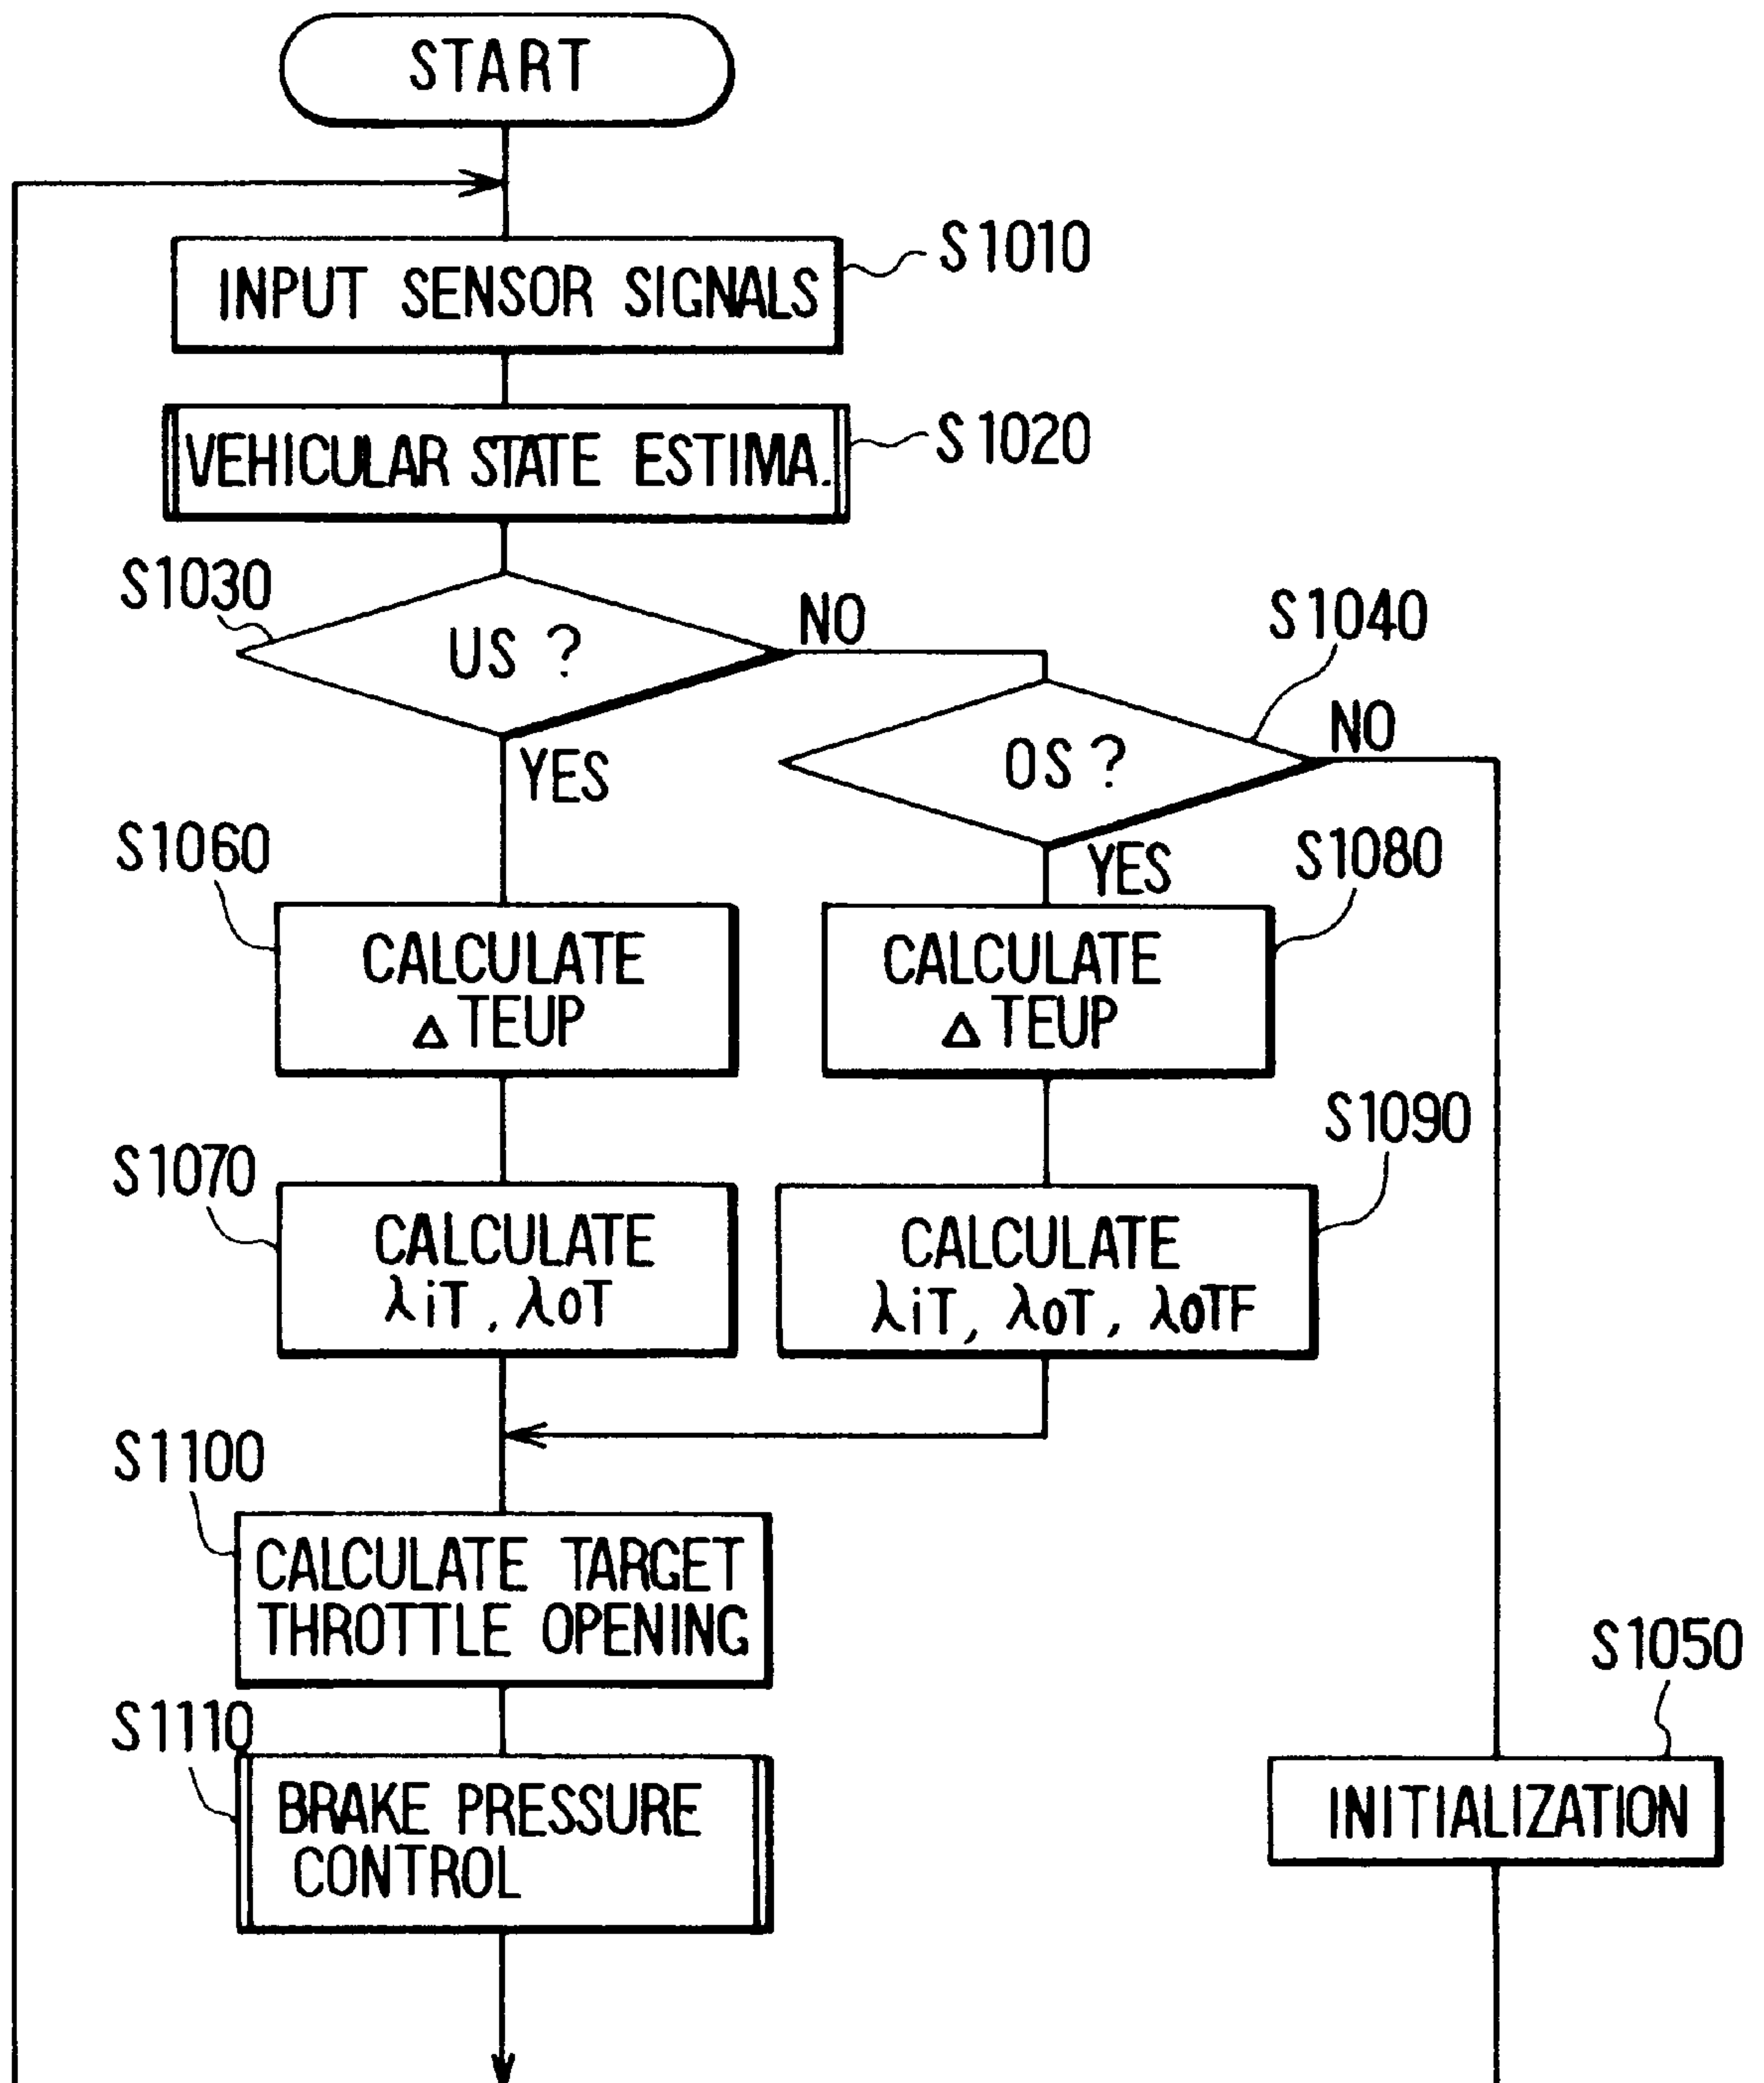 START
INPUT SENSOR SIGNALS
S1010
VEHICULAR STATE ESTIMA.
S1020
S1030
US ?
NO
S1040
OS ?
NO
YES
YES
S1060
CALCULATE
Δ TEUP
S1080
CALCULATE
Δ TEUP
S1070
CALCULATE
λiT, λoT
S1090
CALCULATE
λiT, λoT, λoTF
S1100
CALCULATE TARGET
THROTTLE OPENING
S1110
BRAKE PRESSURE
CONTROL
S1050
INITIALIZATION